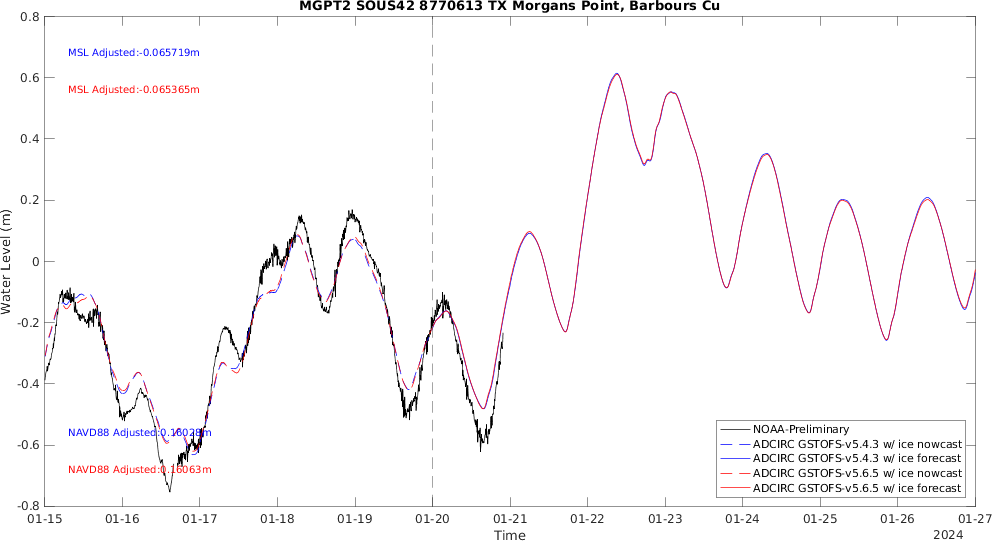 MGPT2 SOUS42 8770613 TX Morgans Point, Barbours Cu
MSL Adjusted:-0.065719m
MSL Adjusted:-0.065365m
NAVD88 Adjusted:0.16028m
NAVD88 Adjusted:0.16063m
Water Level (m)
0.8
0.6
0.4
0.2
0
-0.2
-0.4
-0.6
-0.8
NOAA-Preliminary
ADCIRC GSTOFS-v5.4.3 w/ ice nowcast
ADCIRC GSTOFS-v5.4.3 w/ ice forecast
ADCIRC GSTOFS-v5.6.5 w/ ice nowcast
ADCIRC GSTOFS-v5.6.5 w/ ice forecast
01-15 01-16 01-17 01-18 01-19 01-20 01-21 01-22 01-23 01-24 01-25 01-26 01-27
Time
2024